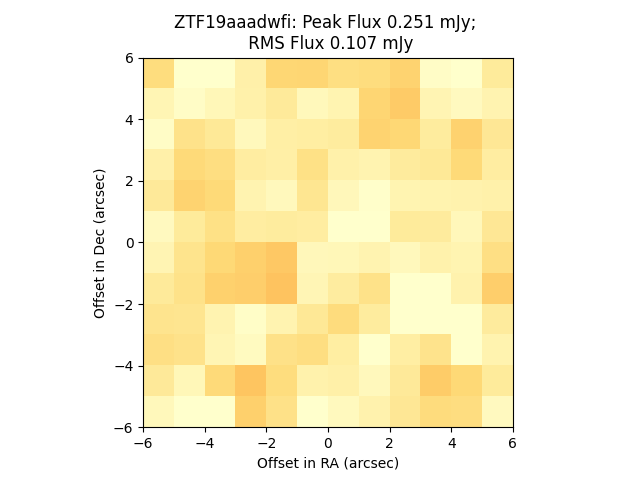 ZTF19aaadwfi: Peak Flux 0.251 mJy;
RMS Flux 0.107 mJy
6
4
2
0
−2
−4
−6
Offset in Dec (arcsec)
−6 −4 −2 0 2 4 6
Offset in RA (arcsec)